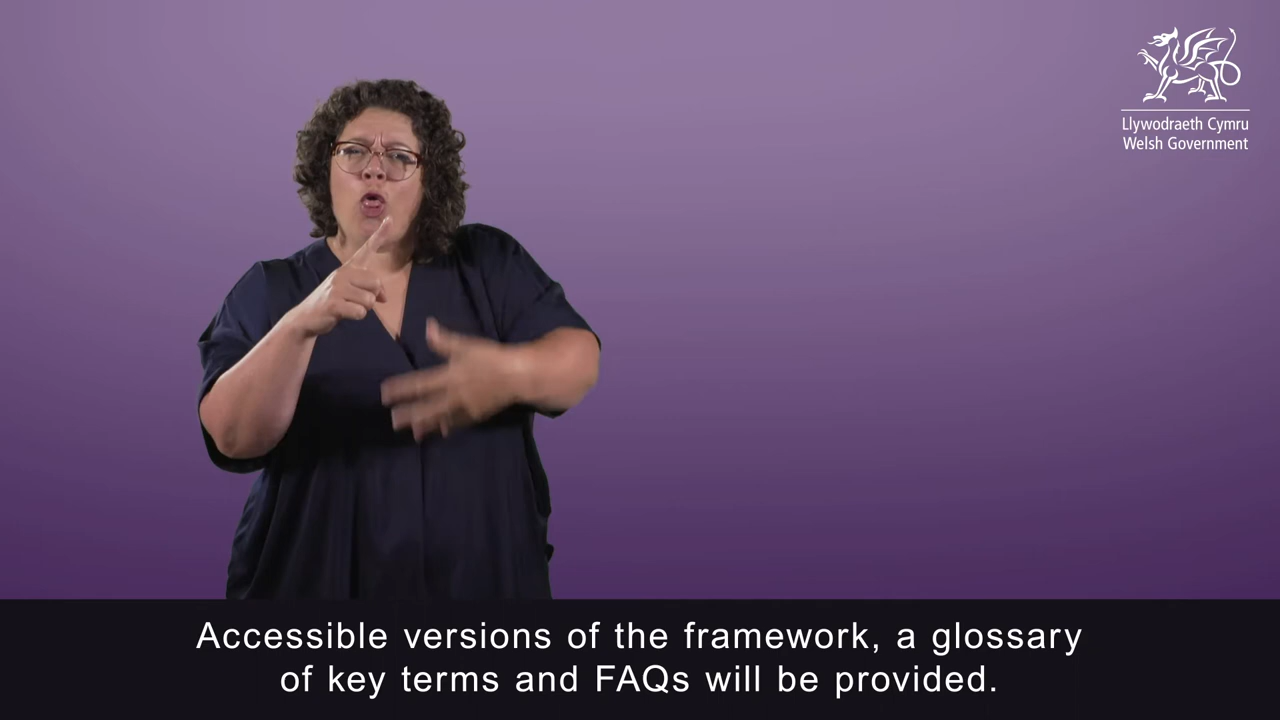 Llywodraeth Cymru
Welsh Government
Accessible versions of the framework, a glossary
of key terms and FAQs will be provided.